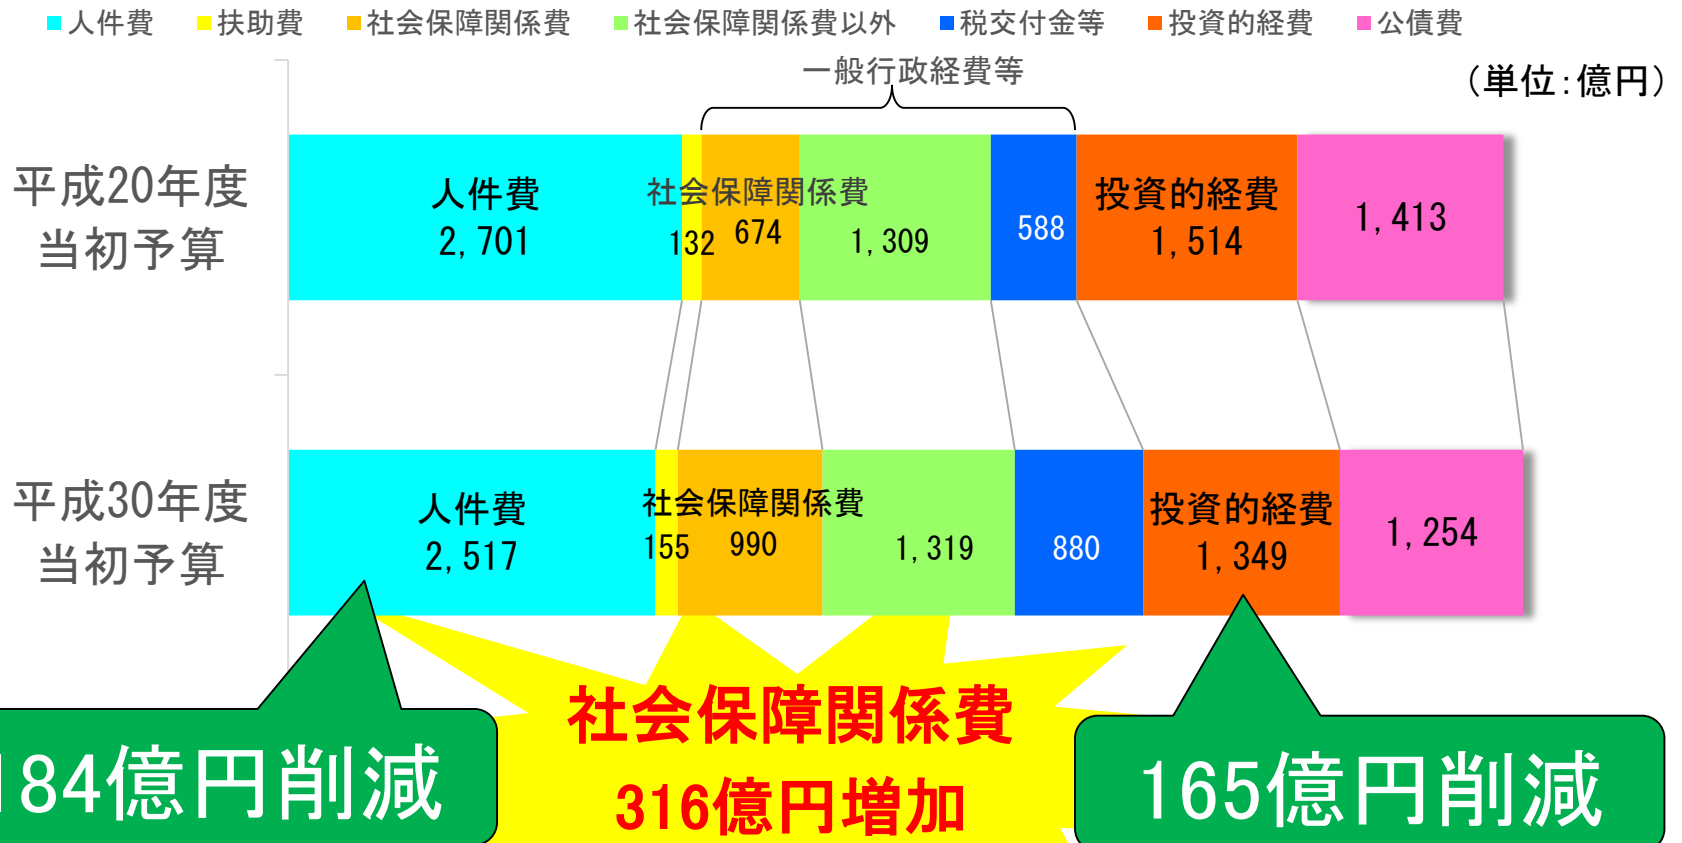 人件費 扶助費 社会保障関係費 社会保障関係費以外 税交付金等 投資的経費 公債費
一般行政経費等
（単位：億円）
平成20年度
当初予算
人件費
2,701
132
社会保障関係費
674
1,309
588
投資的経費
1,514
1,413
平成30年度
当初予算
人件費
2,517
155
社会保障関係費
990
1,319
880
投資的経費
1,349
1,254
184億円削減
社会保障関係費
316億円増加
165億円削減